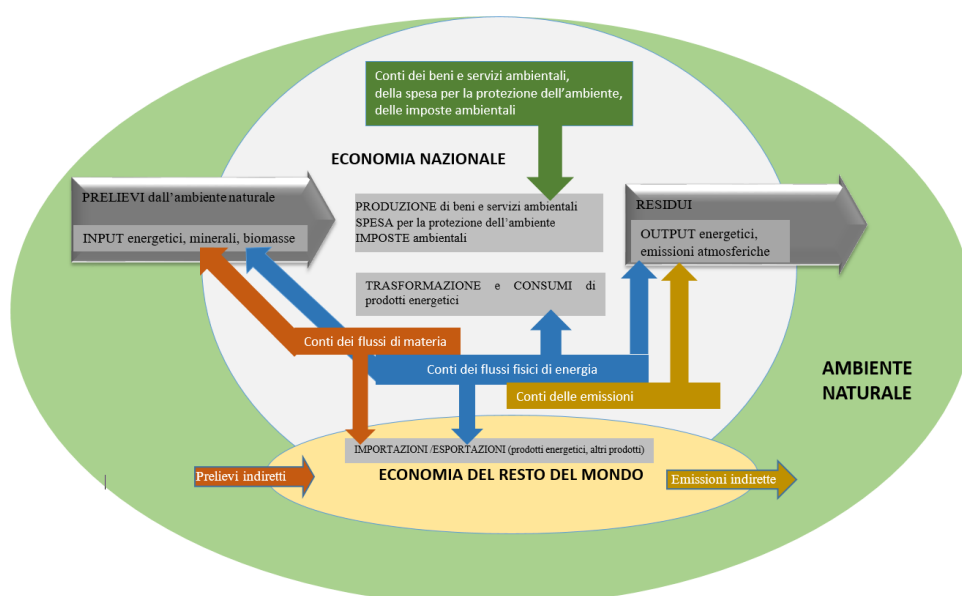 Conti dei beni e servizi ambientali,
della spesa per la protezione dell'ambiente,
delle imposte ambientali
ECONOMIA NAZIONALE
PRELIEVI dall'ambiente naturale
INPUT energetici, minerali, biomasse
PRODUZIONE di beni e servizi ambientali
SPESA per la protezione dell'ambiente
IMPOSTE ambientali
RESIDUI
OUTPUT energetici,
emissioni atmosferiche
TRASFORMAZIONE e CONSUMI di
prodotti energetici
Conti dei flussi di materia
Conti dei flussi fisici di energia
Conti delle emissioni
AMBIENTE
NATURALE
IMPORTAZIONI /ESPORTAZIONI (prodotti energetici, altri prodotti)
ECONOMIA DEL RESTO DEL MONDO
Prelievi indiretti
Emissioni indirette